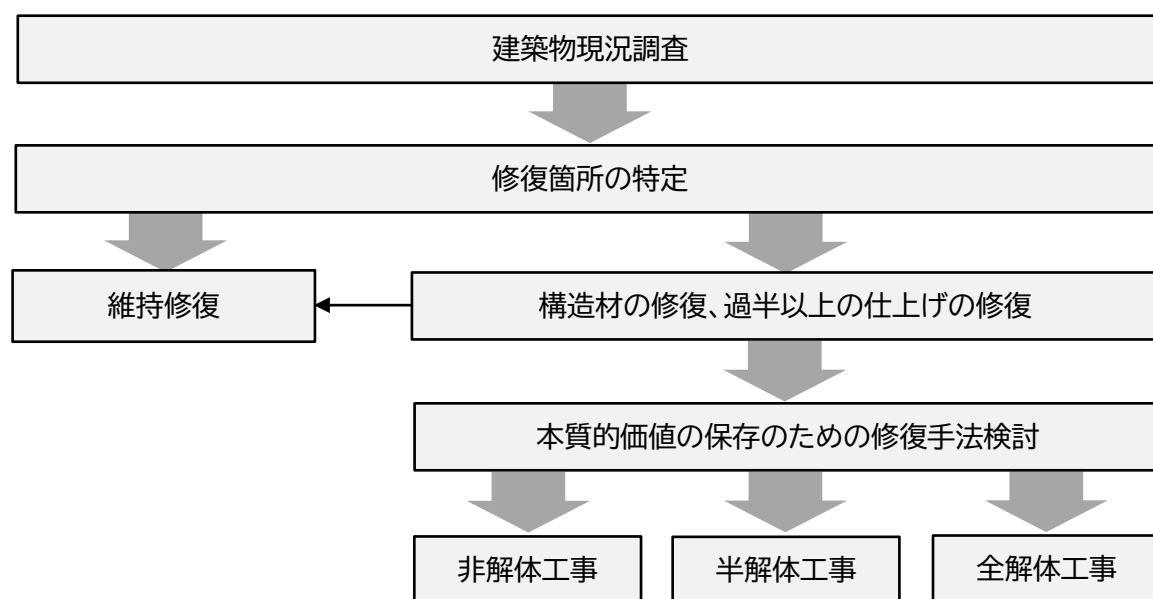 建築物現況調査
修復箇所の特定
維持修復
構造材の修復、過半以上の仕上げの修復
本質的価値の保存のための修復手法検討
非解体工事
半解体工事
全解体工事